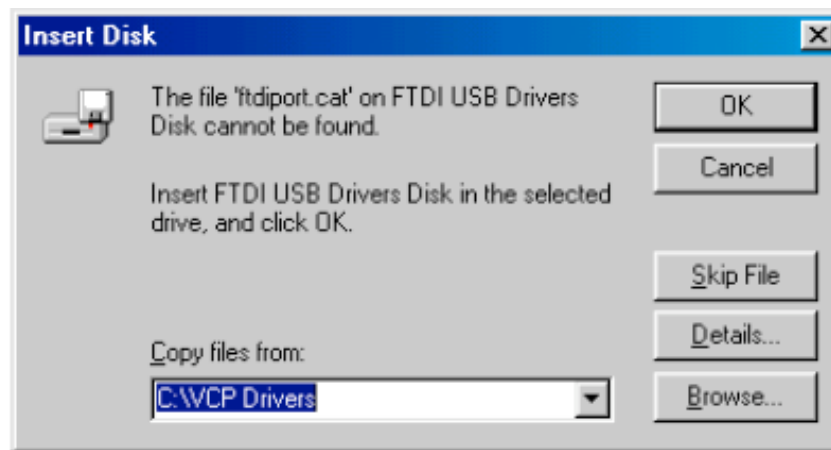 Insert Disk
The file 'ftdiport.cat' on FTDI USB Drivers
Disk cannot be found.
Insert FTDI USB Drivers Disk in the selected
drive, and click OK.
Copy files from:
C:\VCP Drivers
OK
Cancel
Skip File
Details...
Browse...